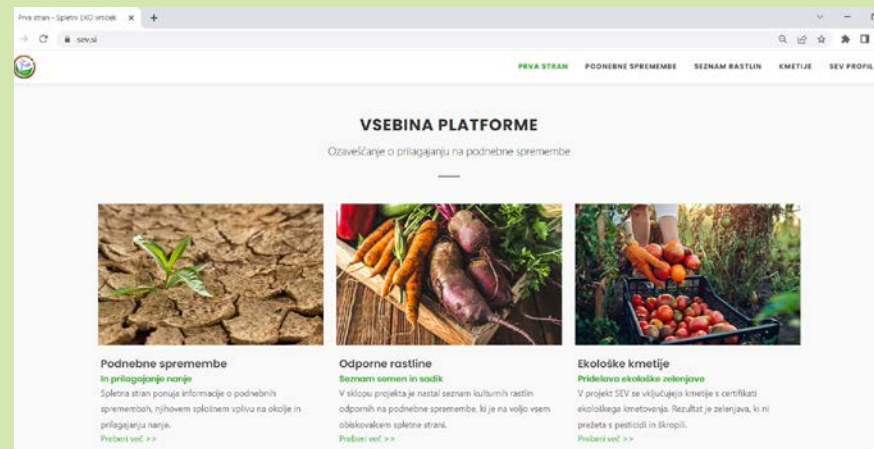 Prva stran - Spletni EKO vrtiček
sev.si
PRVA STRAN PODNEBNE SPREMEMBE SEZNAM RASTLIN KMETIJE SEV PROFIL
VSEBINA PLATFORME
Ozaveščanje o prilagajanju na podnebne spremembe
Podnebne spremembe
In prilagajanje nanje
Spletna stran ponuja informacije o podnebnih
spremembah, njihovem splošnem vplivu na okolje in
prilagajanju nanje.
Preberi več >>
Odporne rastline
Seznam semen in sadik
V sklopu projekta je nastal seznam kulturnih rastlin
odpornih na podnebne spremembe, ki je na voljo vsem
obiskovalcem spletne strani.
Preberi več >>
Ekološke kmetije
Pridelava ekološke zelenjave
V projekt SEV se vključujejo kmetije s certifikati
ekološkega kmetovanja. Rezultat je zelenjava, ki ni
prežeta s pesticidi in škropili.
Preberi več >>